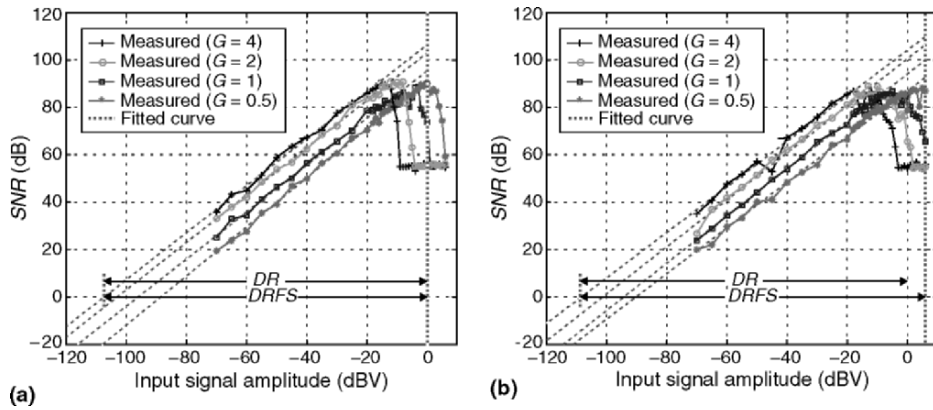 120
100
80
60
40
20
0
−20
SNR (dB)
Measured (G = 4)
Measured (G = 2)
Measured (G = 1)
Measured (G = 0.5)
Fitted curve
DR
DRFS
−120 −100 −80 −60 −40 −20 0
Input signal amplitude (dBV)
(a)
120
100
80
60
40
20
0
−20
SNR (dB)
Measured (G = 4)
Measured (G = 2)
Measured (G = 1)
Measured (G = 0.5)
Fitted curve
DR
DRFS
−120 −100 −80 −60 −40 −20 0
Input signal amplitude (dBV)
(b)